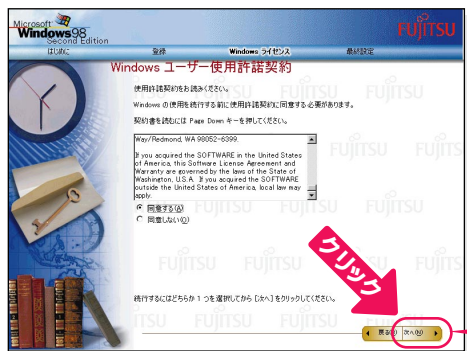 Microsoft
Windows98
Second Edition
FUJITSU
はじめに
登録
Windows ライセンス
最終設定
Windows ユーザー使用許諾契約
使用許諾契約をお読みください。
Windows の使用を続行する前に使用許諾契約に同意する必要があります。
契約書を読むには Page Down キーを押してください。
Way/Redmond, WA 98052-6399.
If you acquired the SOFTWARE in the United States
of America, this Software License Agreement and
Warranty are governed by the laws of the State of
Washington, U.S.A. If you acquired the SOFTWARE
outside the United States of America, local law may
apply.
同意する(A)
同意しない(D)
クリック
続行するにはどちらか 1 つを選択してから [次へ] をクリックしてください。
戻る(B)
次へ(N)